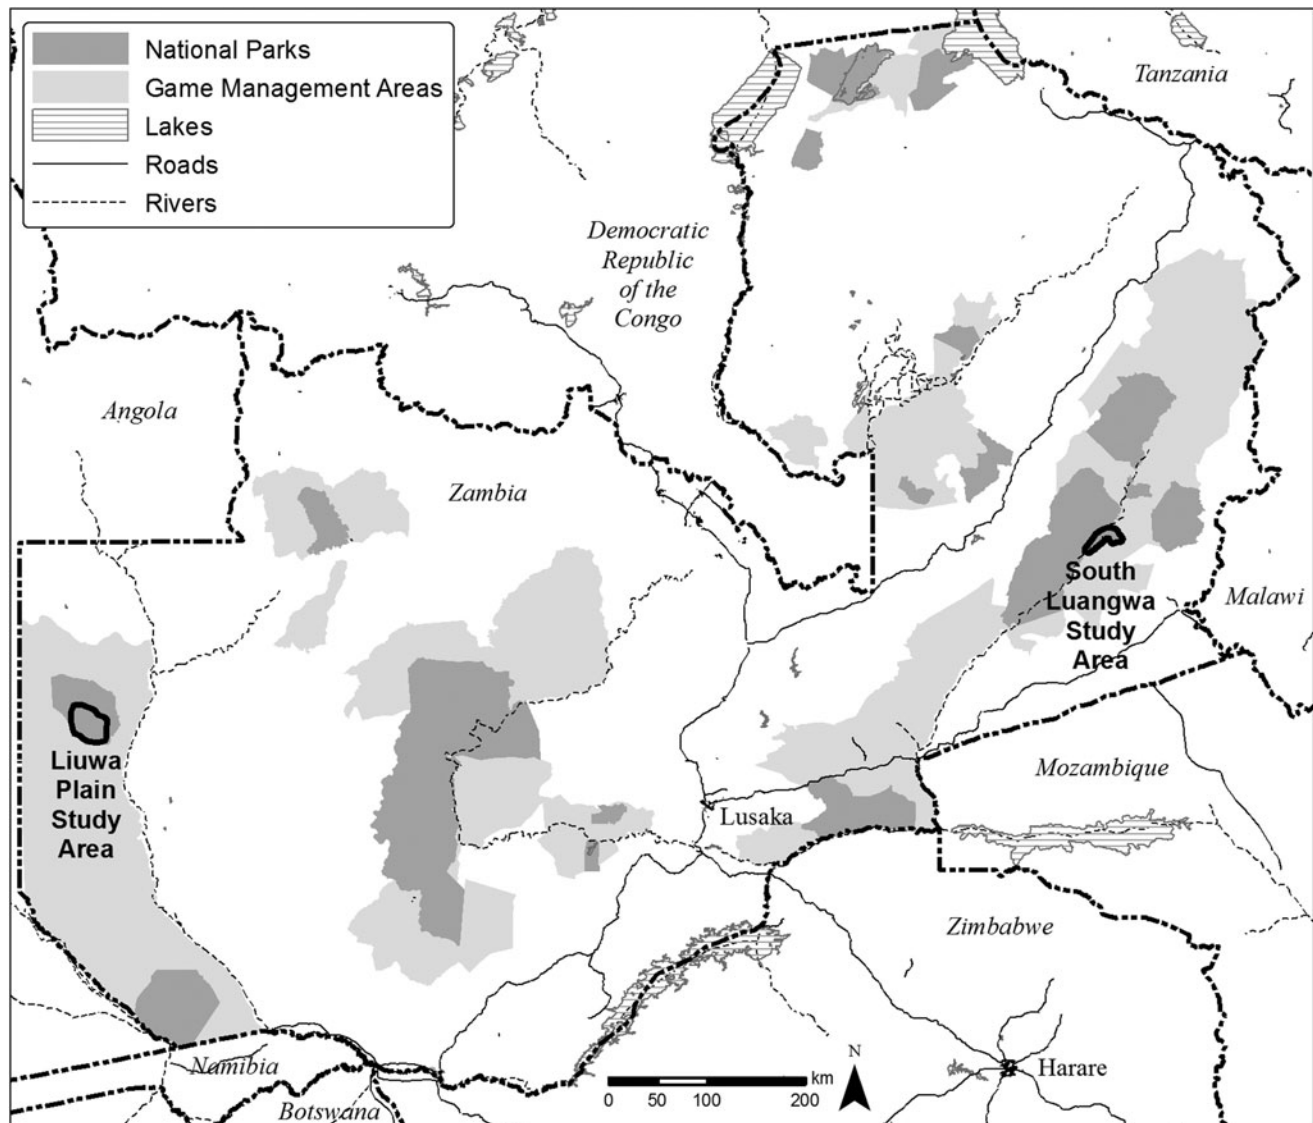 National Parks
Game Management Areas
Lakes
Roads
Rivers
Tanzania
Democratic
Republic
of the
Congo
Angola
Zambia
South
Luangwa
Study
Area
Malawi
Liuwa
Plain
Study
Area
Mozambique
Lusaka
Zimbabwe
Namibia
Botswana
Harare
km
0 50 100 200
N